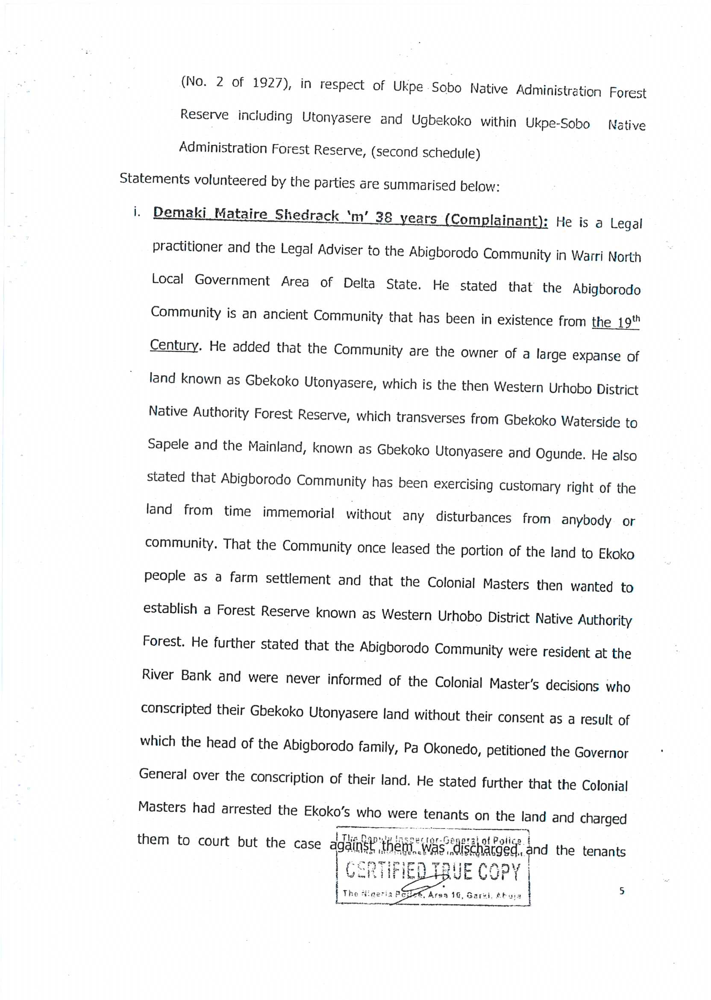 (No. 2 of 1927), in respect of Ukpe Sobo Native Administration Forest
Reserve including Utonyasere and Ugbekoko within Ukpe-Sobo Native
Administration Forest Reserve, (second schedule)
Statements volunteered by the parties are summarised below:
i. Demaki Mataire Shedrack 'm' 38 years (Complainant): He is a Legal
practitioner and the Legal Adviser to the Abigborodo Community in Warri North
Local Government Area of Delta State. He stated that the Abigborodo
Community is an ancient Community that has been in existence from the 19th
Century. He added that the Community are the owner of a large expanse of
land known as Gbekoko Utonyasere, which is the then Western Urhobo District
Native Authority Forest Reserve, which transverses from Gbekoko Waterside to
Sapele and the Mainland, known as Gbekoko Utonyasere and Ogunde. He also
stated that Abigborodo Community has been exercising customary right of the
land from time immemorial without any disturbances from anybody or
community. That the Community once leased the portion of the land to Ekoko
people as a farm settlement and that the Colonial Masters then wanted to
establish a Forest Reserve known as Western Urhobo District Native Authority
Forest. He further stated that the Abigborodo Community were resident at the
River Bank and were never informed of the Colonial Master's decisions who
conscripted their Gbekoko Utonyasere land without their consent as a result of
which the head of the Abigborodo family, Pa Okonedo, petitioned the Governor
General over the conscription of their land. He stated further that the Colonial
Masters had arrested the Ekoko's who were tenants on the land and charged
them to court but the case against them was discharged and the tenants
The Deputy Inspector-General of Police
CERTIFIED TRUE COPY
The Nigeria Police, Area 10, Garki, Abuja
5